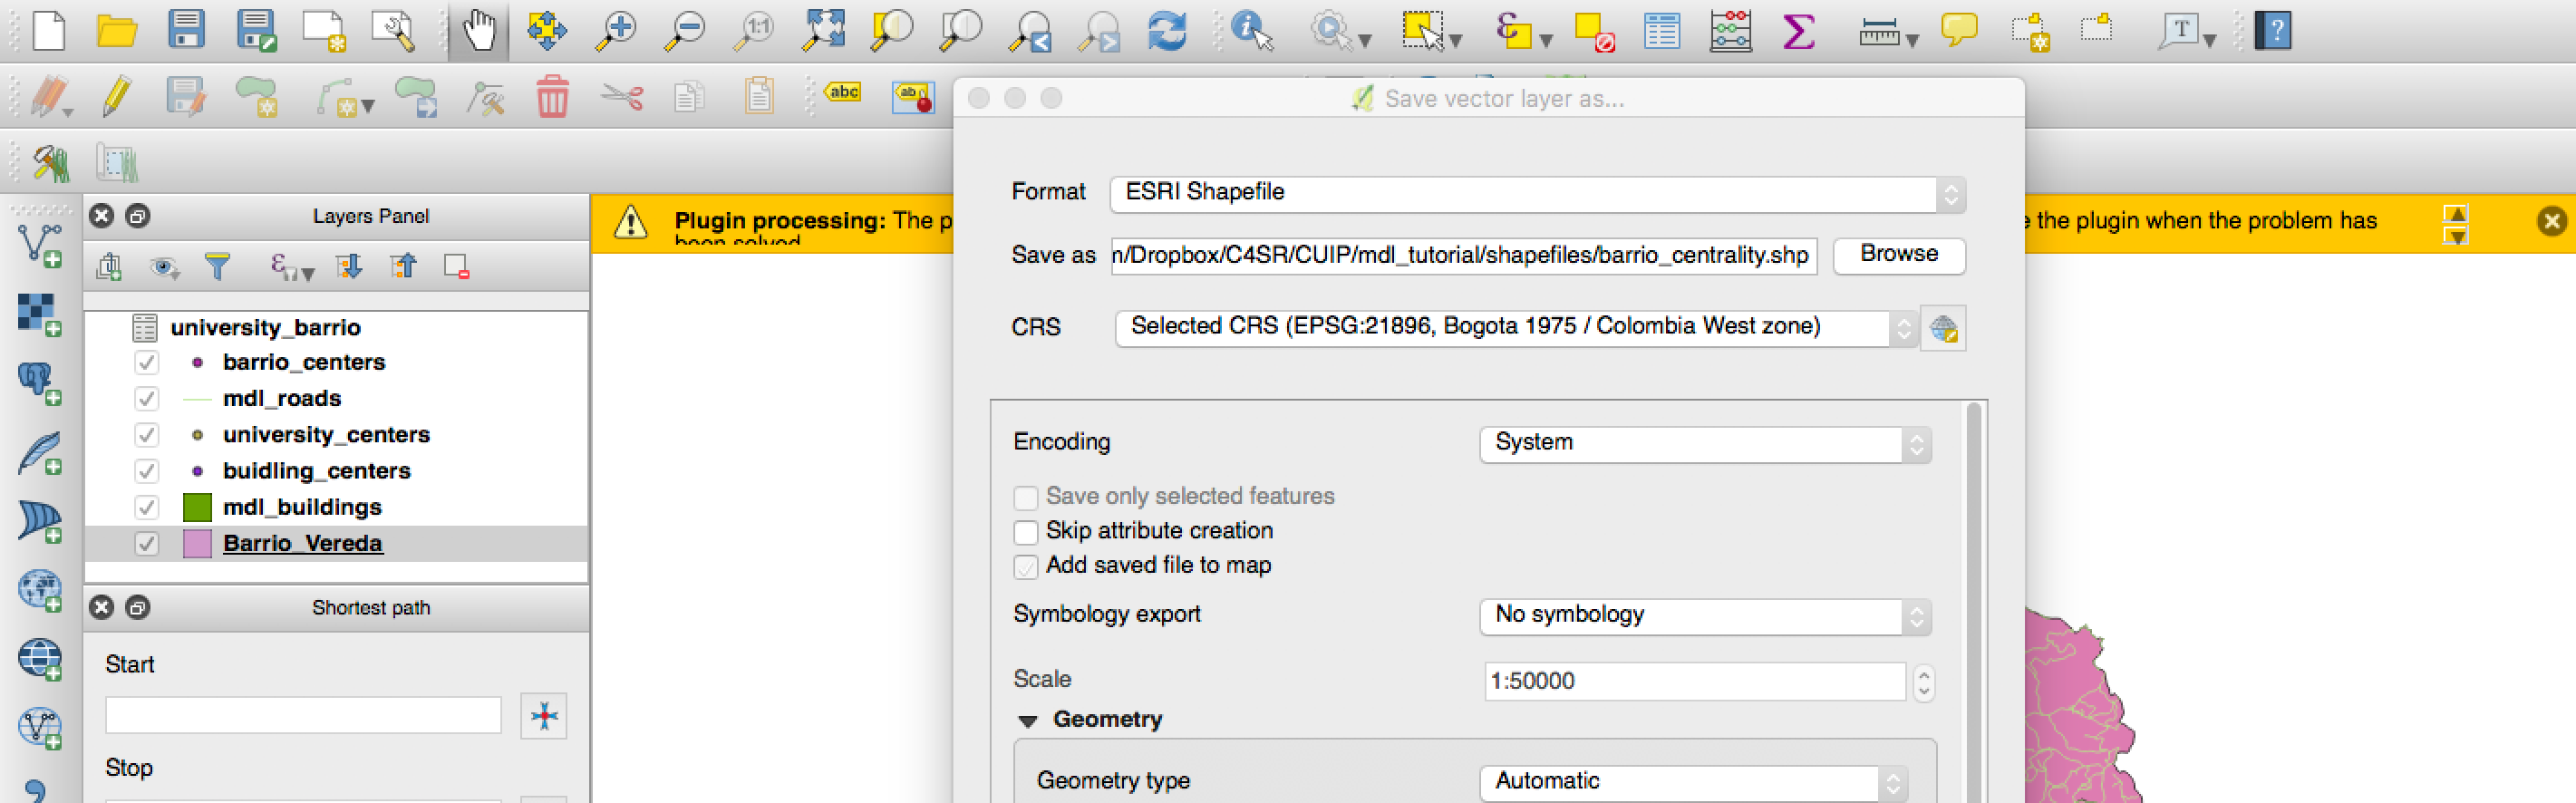 1:1
ε
Σ
T
?
abc
ab
Save vector layer as...
Format
ESRI Shapefile
Layers Panel
Plugin processing: The p
been solved
e the plugin when the problem has
Save as
n/Dropbox/C4SR/CUIP/mdl_tutorial/shapefiles/barrio_centrality.shp
Browse
ε
university_barrio
CRS
Selected CRS (EPSG:21896, Bogota 1975 / Colombia West zone)
barrio_centers
mdl_roads
university_centers
buidling_centers
mdl_buildings
Barrio_Vereda
Encoding
System
Save only selected features
Skip attribute creation
Add saved file to map
Shortest path
Symbology export
No symbology
Start
Scale
1:50000
Geometry
Stop
Geometry type
Automatic